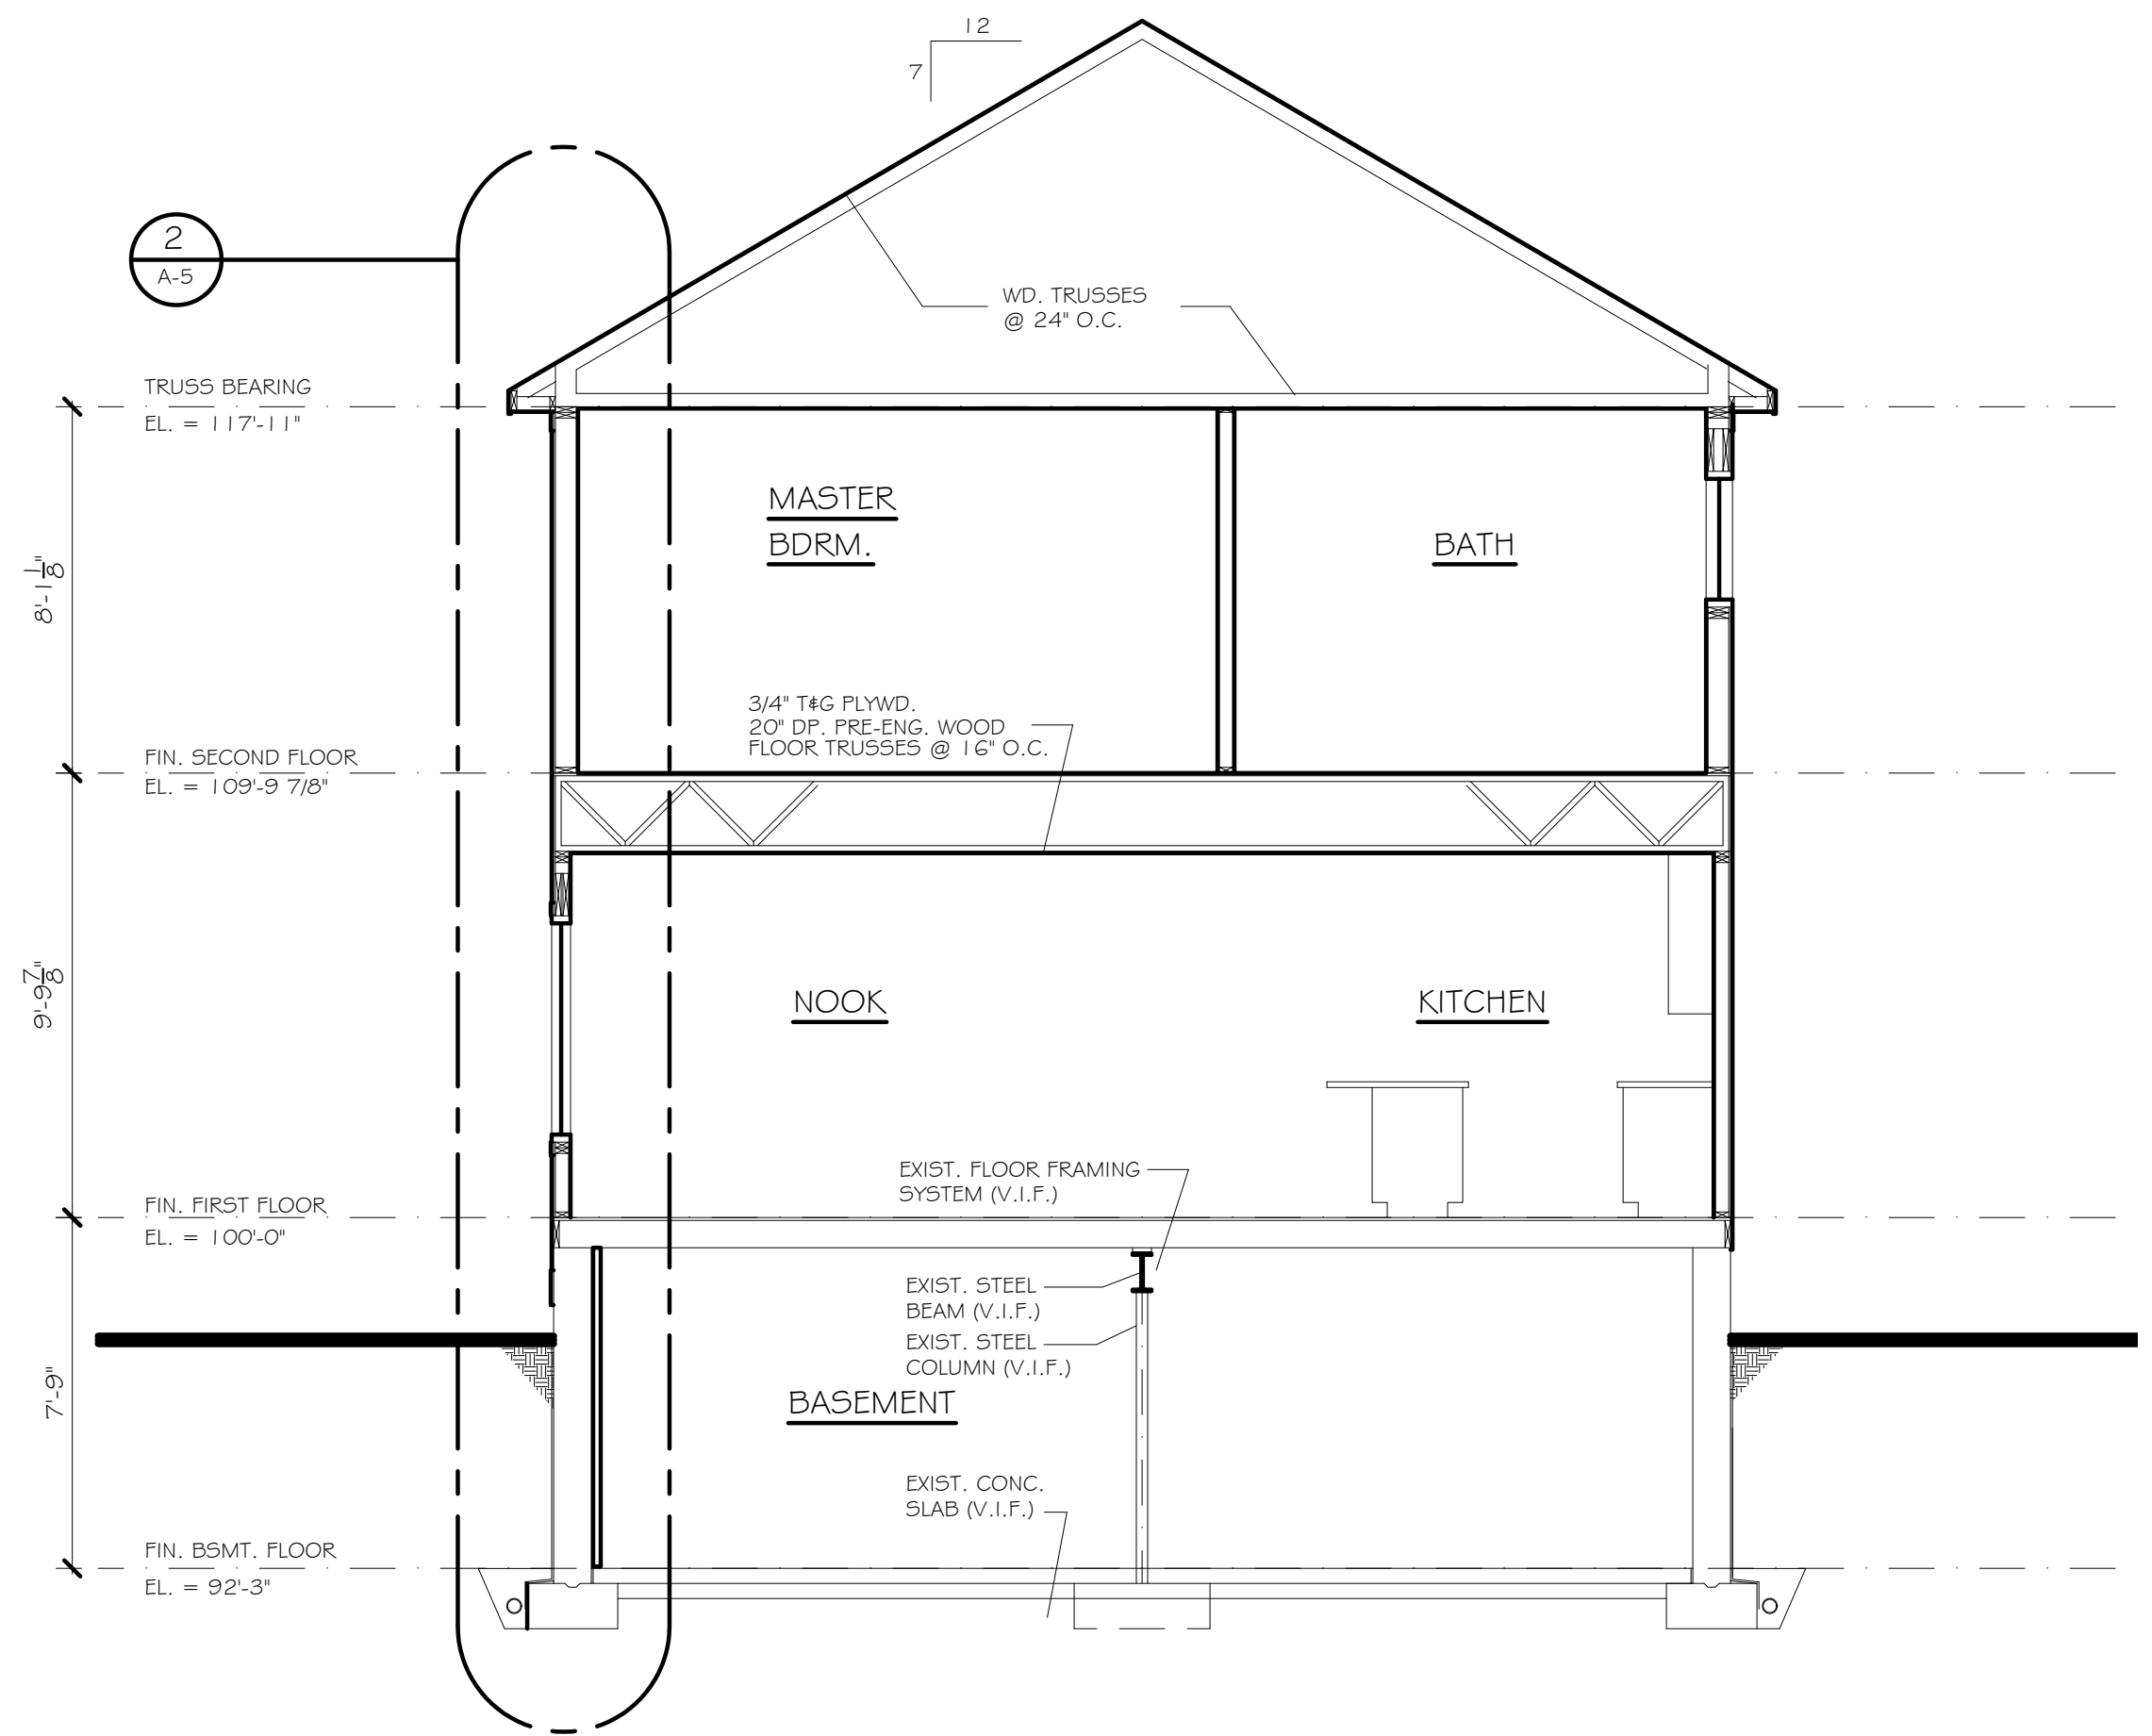 12
7
2
A-5
WD. TRUSSES
@ 24" O.C.
TRUSS BEARING
EL. = 117'-11"
MASTER
BDRM.
BATH
8'-1 1/8"
3/4" T&G PLYWD.
20" DP. PRE-ENG. WOOD
FLOOR TRUSSES @ 16" O.C.
FIN. SECOND FLOOR
EL. = 109'-9 7/8"
9'-9 7/8"
NOOK
KITCHEN
EXIST. FLOOR FRAMING
SYSTEM (V.I.F.)
FIN. FIRST FLOOR
EL. = 100'-0"
EXIST. STEEL
BEAM (V.I.F.)
EXIST. STEEL
COLUMN (V.I.F.)
7'-9"
BASEMENT
EXIST. CONC.
SLAB (V.I.F.)
FIN. BSMT. FLOOR
EL. = 92'-3"